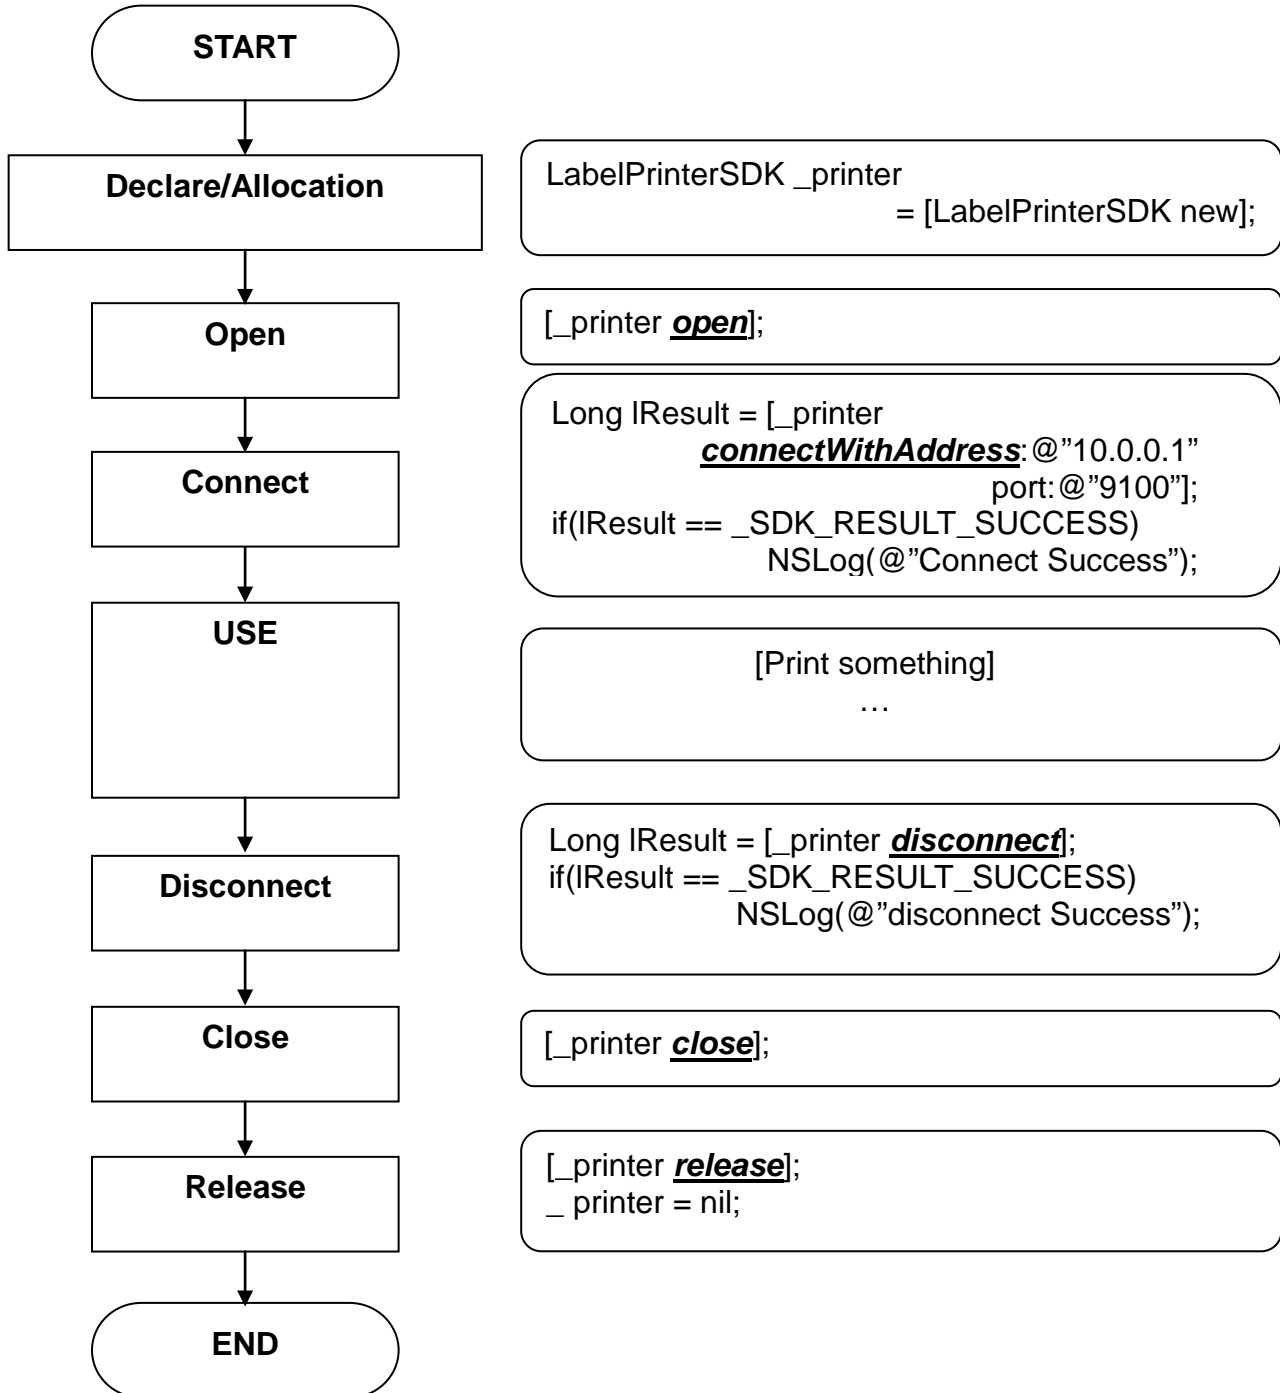 START
Declare/Allocation
LabelPrinterSDK _printer
= [LabelPrinterSDK new];
Open
[_printer open];
Connect
Long lResult = [_printer
connectWithAddress:@”10.0.0.1”
port:@”9100”];
if(lResult == _SDK_RESULT_SUCCESS)
NSLog(@”Connect Success”);
USE
[Print something]
…
Disconnect
Long lResult = [_printer disconnect];
if(lResult == _SDK_RESULT_SUCCESS)
NSLog(@”disconnect Success”);
Close
[_printer close];
Release
[_printer release];
_ printer = nil;
END